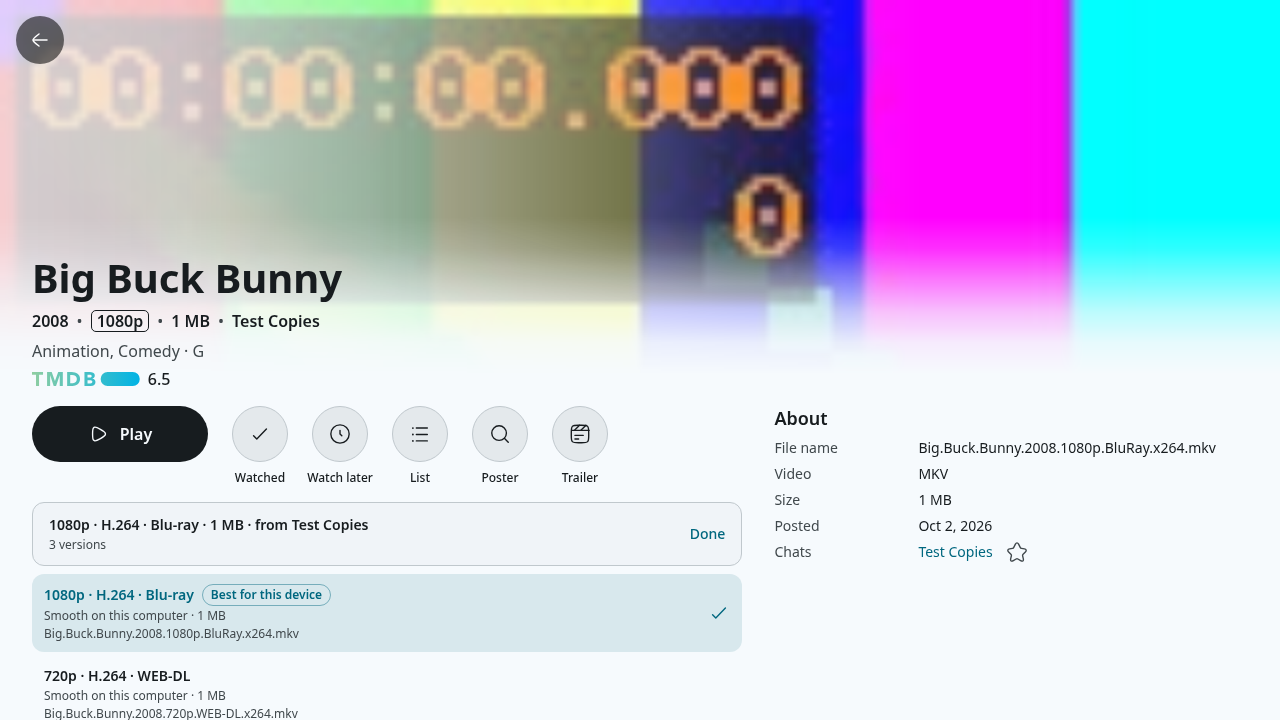 00:00:00.000
0
Big Buck Bunny
2008 • 1080p • 1 MB • Test Copies
Animation, Comedy · G
TMDB 6.5
Play
Watched
Watch later
List
Poster
Trailer
1080p · H.264 · Blu-ray · 1 MB · from Test Copies
3 versions
Done
1080p · H.264 · Blu-ray Best for this device
Smooth on this computer · 1 MB
Big.Buck.Bunny.2008.1080p.BluRay.x264.mkv
720p · H.264 · WEB-DL
Smooth on this computer · 1 MB
Big.Buck.Bunny.2008.720p.WEB-DL.x264.mkv
About
File name Big.Buck.Bunny.2008.1080p.BluRay.x264.mkv
Video MKV
Size 1 MB
Posted Oct 2, 2026
Chats Test Copies